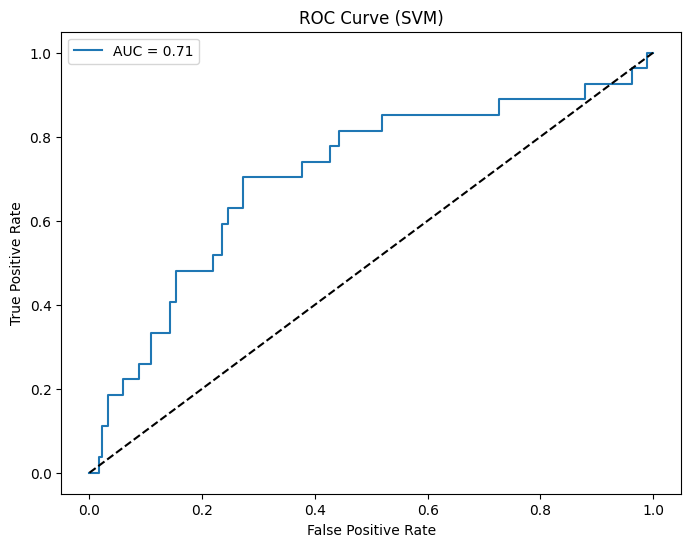 ROC Curve (SVM)
AUC = 0.71
True Positive Rate
1.0
0.8
0.6
0.4
0.2
0.0
0.0 0.2 0.4 0.6 0.8 1.0
False Positive Rate